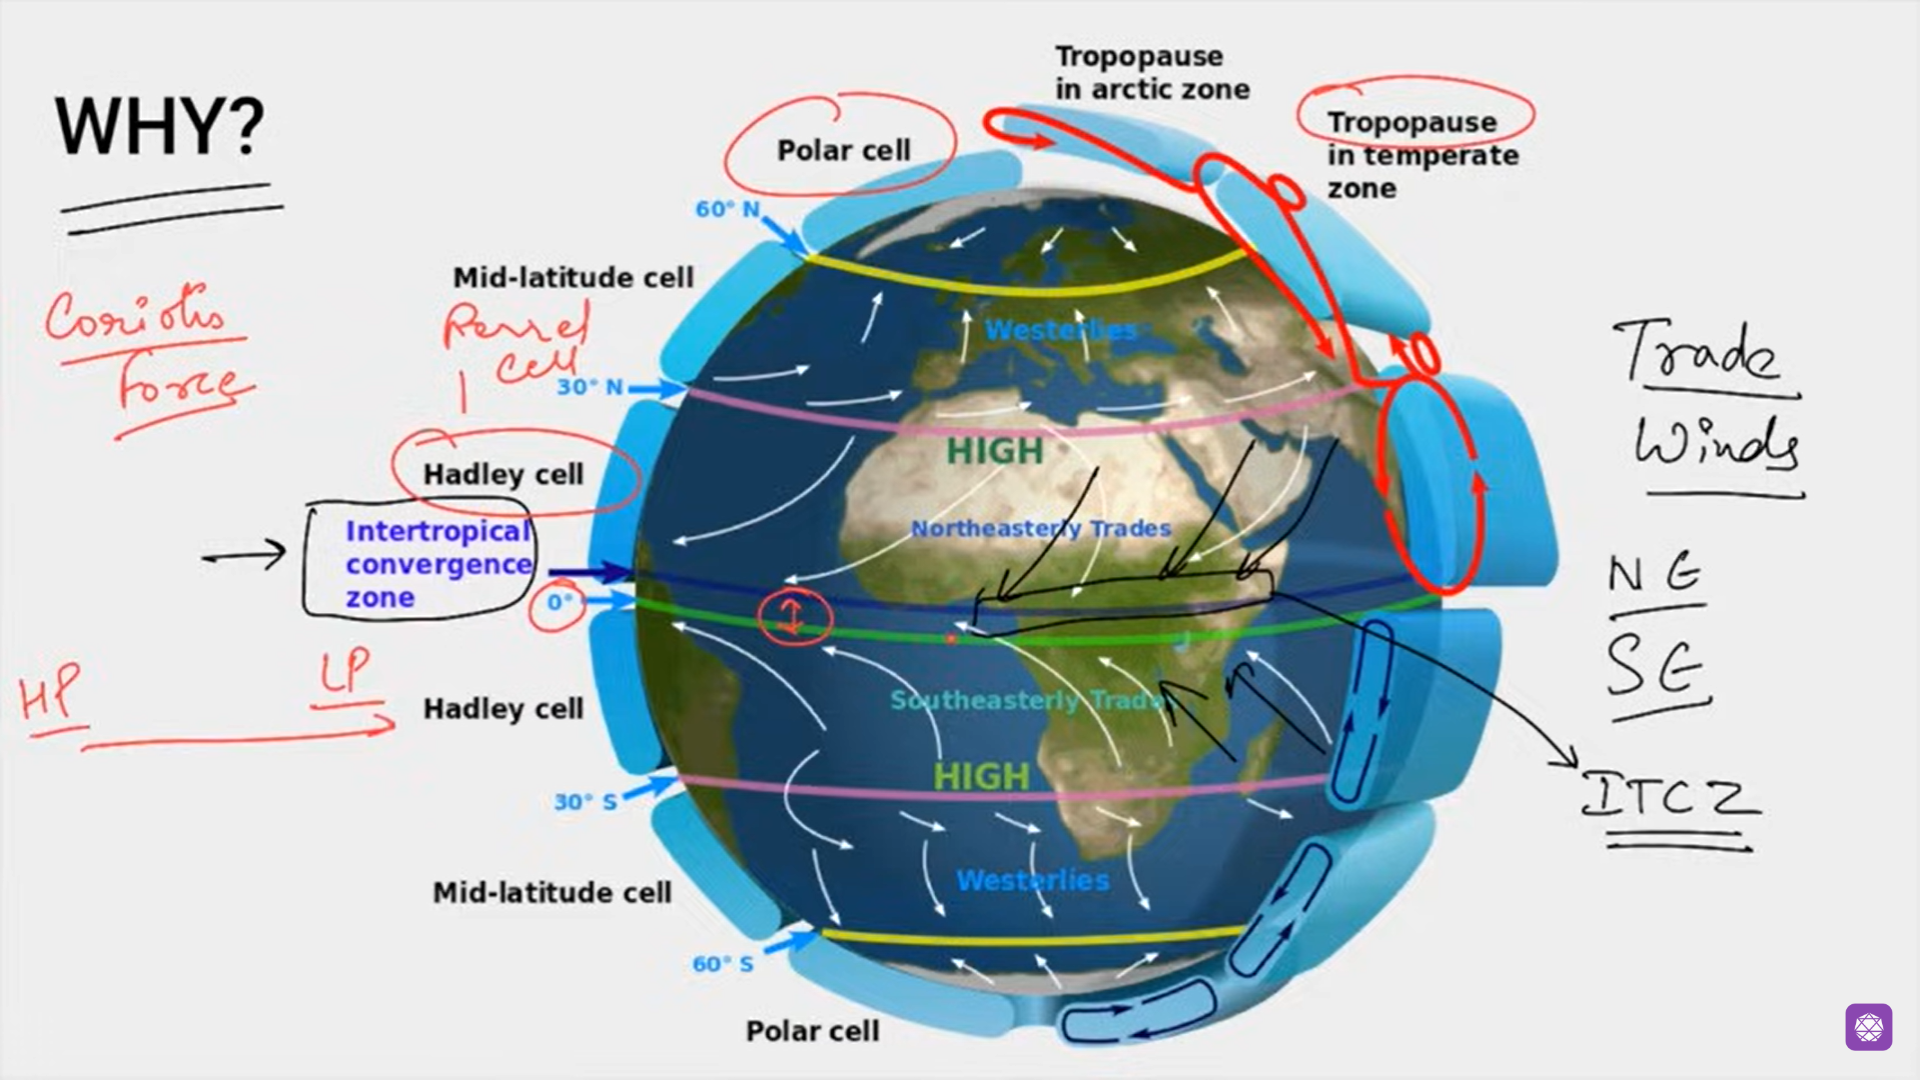 WHY?
Tropopause
in arctic zone
Tropopause
in temperate
zone
Polar cell
60° N
Mid-latitude cell
Coriolis
Force
Ferrel
Cell
30° N
Westerlies
Trade
Winds
HIGH
Hadley cell
Intertropical
convergence
zone
Northeasterly Trades
0°
NE
SE
HP
LP
Hadley cell
Southeasterly Trades
HIGH
30° S
ITCZ
Westerlies
Mid-latitude cell
60° S
Polar cell